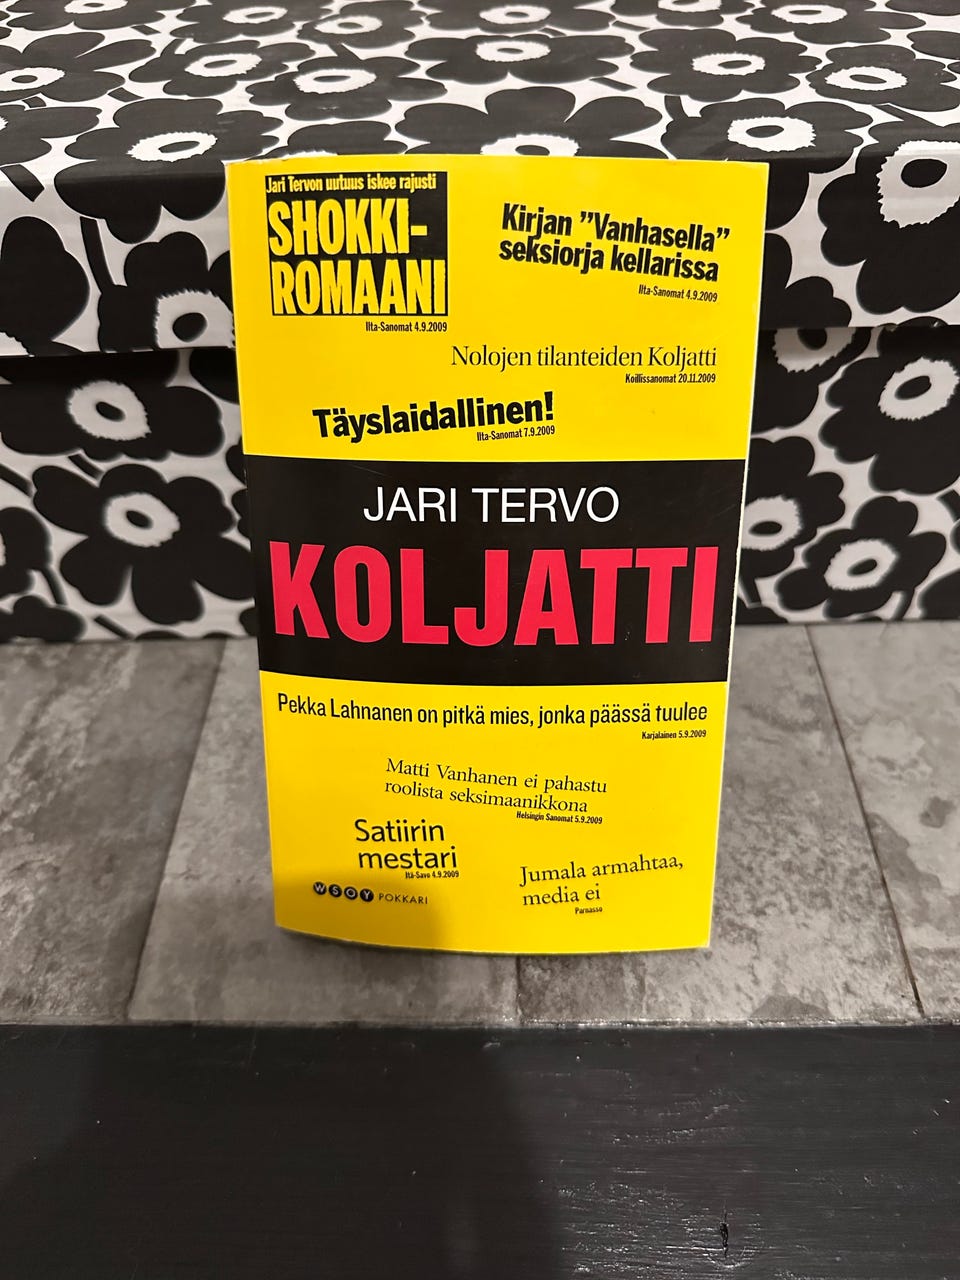 Jari Tervon uutuus iskee rajusti
SHOKKI-
ROMAANI
Ilta-Sanomat 4.9.2009
Kirjan ”Vanhasella”
seksiorja kellarissa
Ilta-Sanomat 4.9.2009
Nolojen tilanteiden Koljatti
Koillissanomat 20.11.2009
Täyslaidallinen!
Ilta-Sanomat 7.9.2009
JARI TERVO
KOLJATTI
Pekka Lahnanen on pitkä mies, jonka päässä tuulee
Karjalainen 5.9.2009
Matti Vanhanen ei pahastu
roolista seksimaanikkona
Helsingin Sanomat 5.9.2009
Satiirin
mestari
Itä-Savo 4.9.2009
Jumala armahtaa,
media ei
Parnasso
WSOY POKKARI